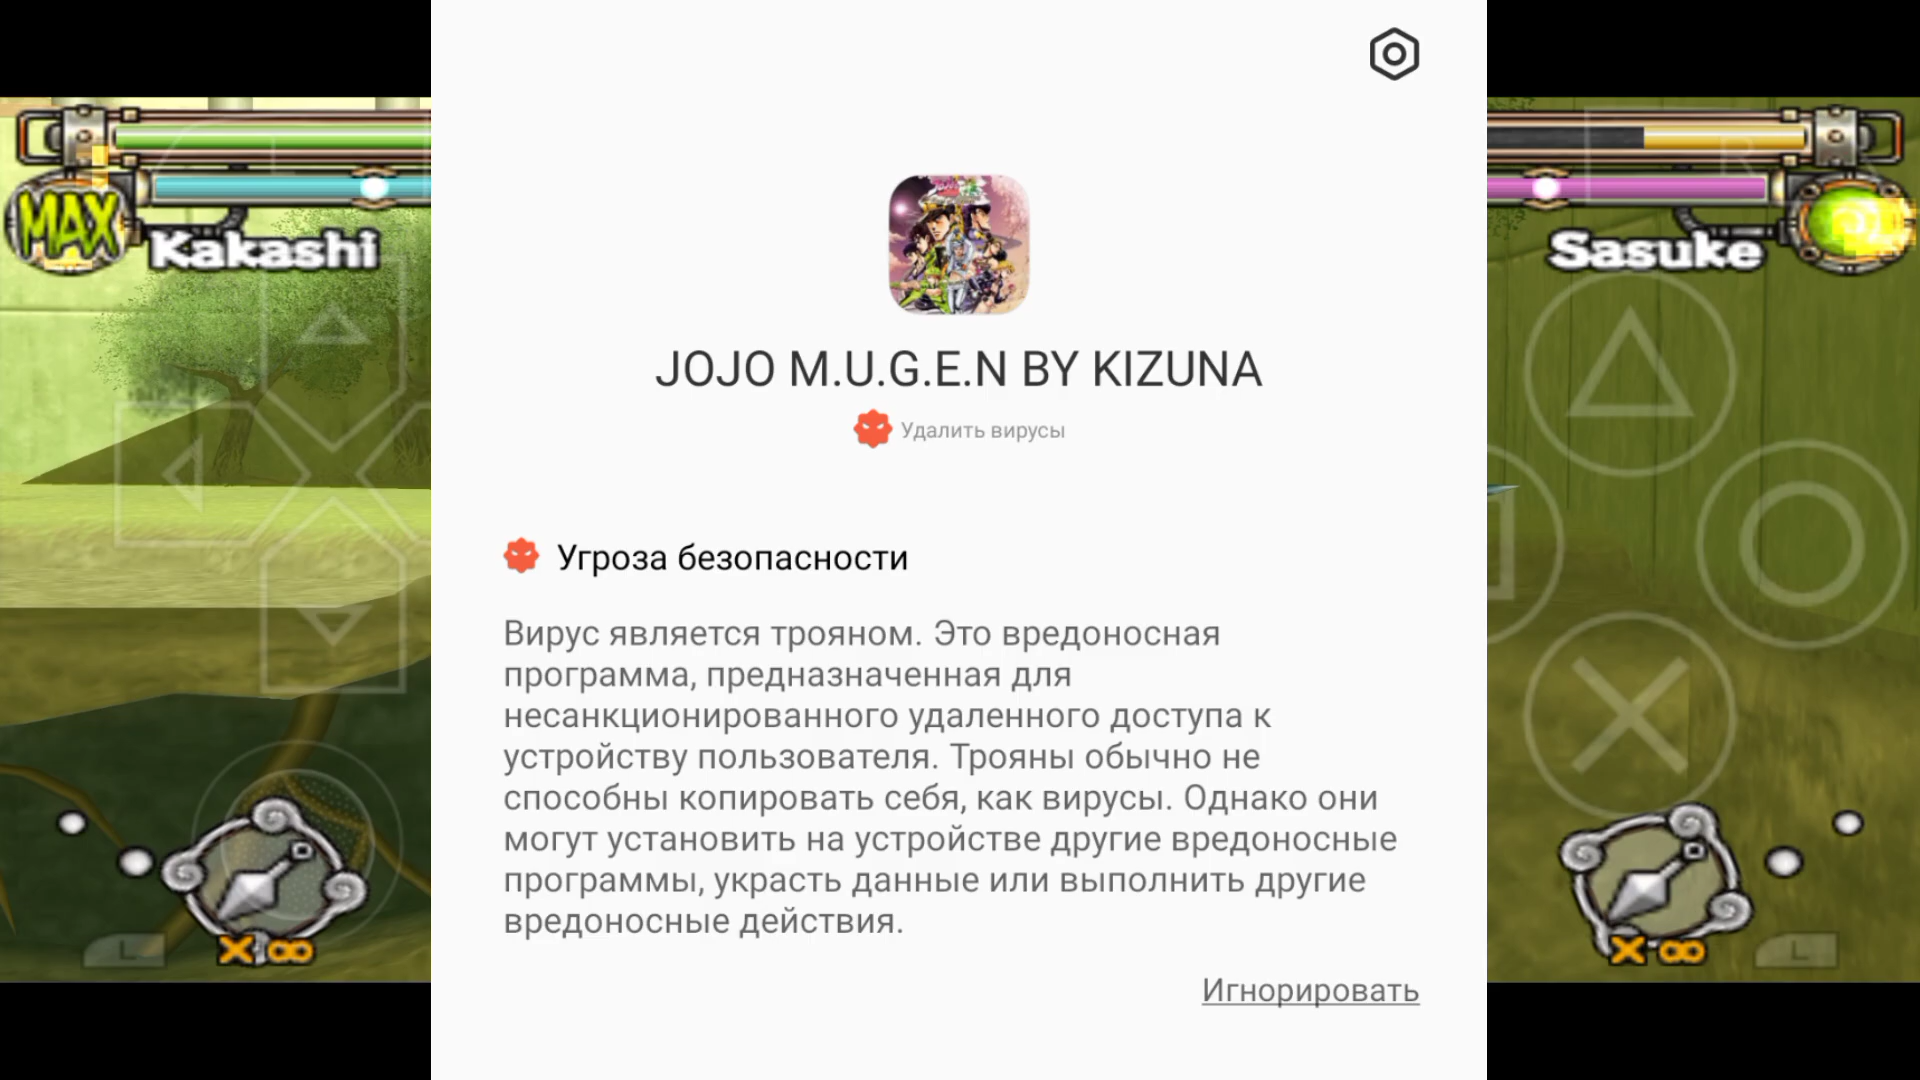 MAX
Kakashi
L
X ∞
JOJO M.U.G.E.N BY KIZUNA
Удалить вирусы
Угроза безопасности
Вирус является трояном. Это вредоносная
программа, предназначенная для
несанкционированного удаленного доступа к
устройству пользователя. Трояны обычно не
способны копировать себя, как вирусы. Однако они
могут установить на устройстве другие вредоносные
программы, украсть данные или выполнить другие
вредоносные действия.
Игнорировать
R
Sasuke
X ∞
L